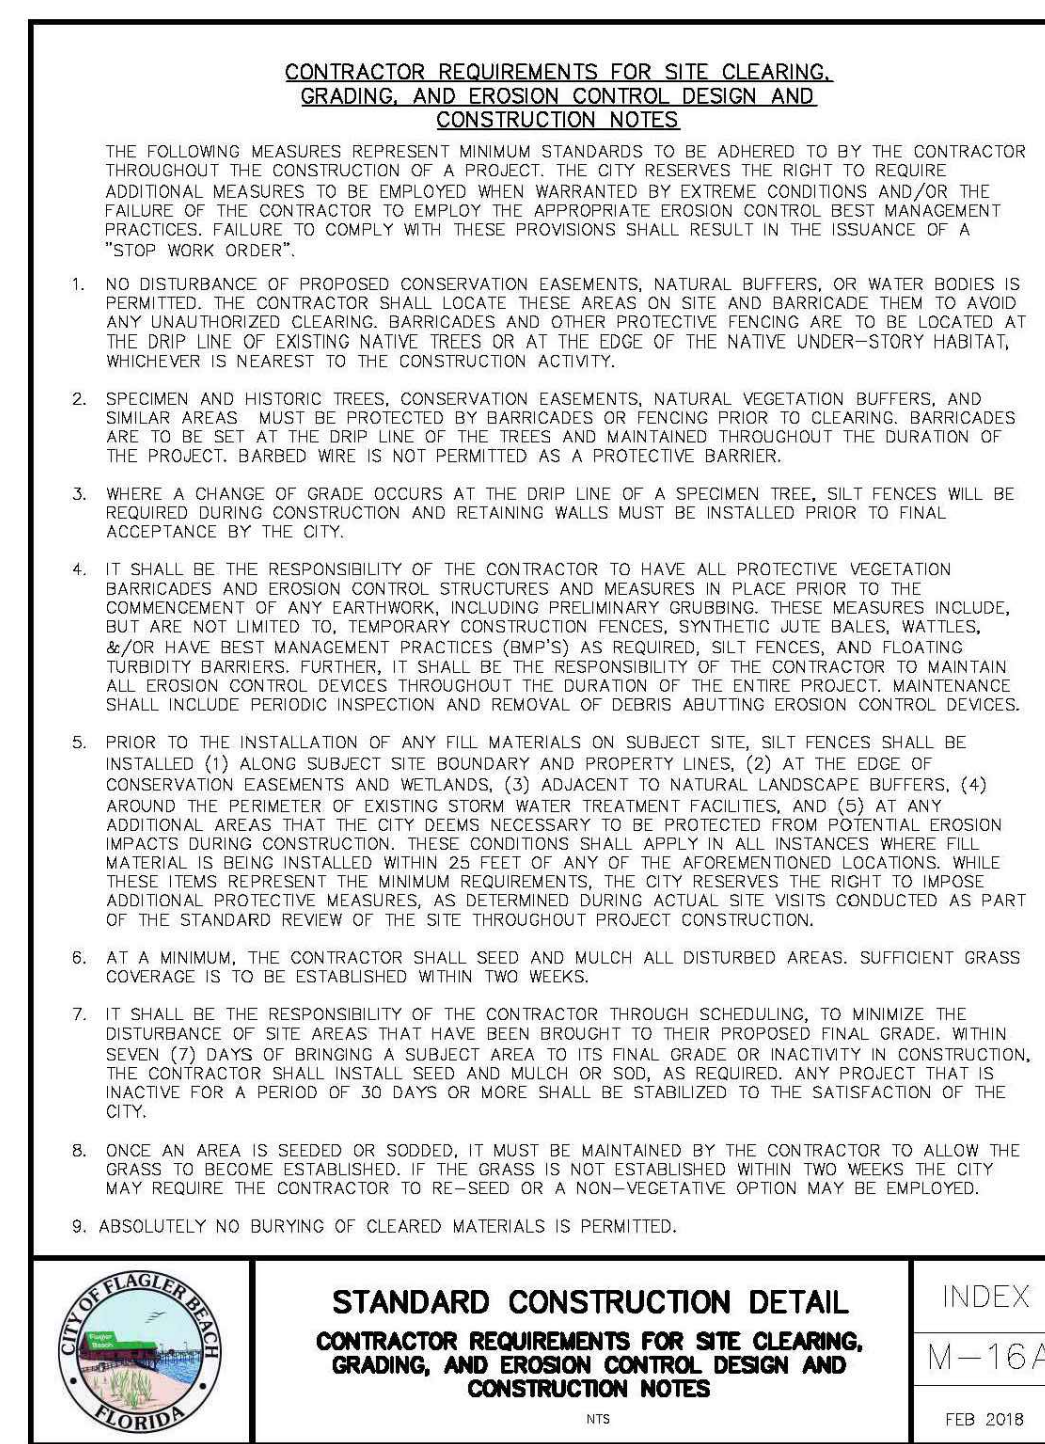 CONTRACTOR REQUIREMENTS FOR SITE CLEARING,
GRADING, AND EROSION CONTROL DESIGN AND
CONSTRUCTION NOTES
THE FOLLOWING MEASURES REPRESENT MINIMUM STANDARDS TO BE ADHERED TO BY THE CONTRACTOR
THROUGHOUT THE CONSTRUCTION OF A PROJECT. THE CITY RESERVES THE RIGHT TO REQUIRE
ADDITIONAL MEASURES TO BE EMPLOYED WHEN WARRANTED BY EXTREME CONDITIONS AND/OR THE
FAILURE OF THE CONTRACTOR TO EMPLOY THE APPROPRIATE EROSION CONTROL BEST MANAGEMENT
PRACTICES. FAILURE TO COMPLY WITH THESE PROVISIONS SHALL RESULT IN THE ISSUANCE OF A
"STOP WORK ORDER".
1. NO DISTURBANCE OF PROPOSED CONSERVATION EASEMENTS, NATURAL BUFFERS, OR WATER BODIES IS
PERMITTED. THE CONTRACTOR SHALL LOCATE THESE AREAS ON SITE AND BARRICADE THEM TO AVOID
ANY UNAUTHORIZED CLEARING. BARRICADES AND OTHER PROTECTIVE FENCING ARE TO BE LOCATED AT
THE DRIP LINE OF EXISTING NATIVE TREES OR AT THE EDGE OF THE NATIVE UNDER-STORY HABITAT,
WHICHEVER IS NEAREST TO THE CONSTRUCTION ACTIVITY.
2. SPECIMEN AND HISTORIC TREES, CONSERVATION EASEMENTS, NATURAL VEGETATION BUFFERS, AND
SIMILAR AREAS MUST BE PROTECTED BY BARRICADES OR FENCING PRIOR TO CLEARING. BARRICADES
ARE TO BE SET AT THE DRIP LINE OF THE TREES AND MAINTAINED THROUGHOUT THE DURATION OF
THE PROJECT. BARBED WIRE IS NOT PERMITTED AS A PROTECTIVE BARRIER.
3. WHERE A CHANGE OF GRADE OCCURS AT THE DRIP LINE OF A SPECIMEN TREE, SILT FENCES WILL BE
REQUIRED DURING CONSTRUCTION AND RETAINING WALLS MUST BE INSTALLED PRIOR TO FINAL
ACCEPTANCE BY THE CITY.
4. IT SHALL BE THE RESPONSIBILITY OF THE CONTRACTOR TO HAVE ALL PROTECTIVE VEGETATION
BARRICADES AND EROSION CONTROL STRUCTURES AND MEASURES IN PLACE PRIOR TO THE
COMMENCEMENT OF ANY EARTHWORK, INCLUDING PRELIMINARY GRUBBING. THESE MEASURES INCLUDE,
BUT ARE NOT LIMITED TO, TEMPORARY CONSTRUCTION FENCES, SYNTHETIC JUTE BALES, WATTLES,
&/OR HAVE BEST MANAGEMENT PRACTICES (BMP'S) AS REQUIRED, SILT FENCES, AND FLOATING
TURBIDITY BARRIERS. FURTHER, IT SHALL BE THE RESPONSIBILITY OF THE CONTRACTOR TO MAINTAIN
ALL EROSION CONTROL DEVICES THROUGHOUT THE DURATION OF THE ENTIRE PROJECT. MAINTENANCE
SHALL INCLUDE PERIODIC INSPECTION AND REMOVAL OF DEBRIS ABUTTING EROSION CONTROL DEVICES.
5. PRIOR TO THE INSTALLATION OF ANY FILL MATERIALS ON SUBJECT SITE, SILT FENCES SHALL BE
INSTALLED (1) ALONG SUBJECT SITE BOUNDARY AND PROPERTY LINES, (2) AT THE EDGE OF
CONSERVATION EASEMENTS AND WETLANDS, (3) ADJACENT TO NATURAL LANDSCAPE BUFFERS, (4)
AROUND THE PERIMETER OF EXISTING STORM WATER TREATMENT FACILITIES, AND (5) AT ANY
ADDITIONAL AREAS THAT THE CITY DEEMS NECESSARY TO BE PROTECTED FROM POTENTIAL EROSION
IMPACTS DURING CONSTRUCTION. THESE CONDITIONS SHALL APPLY IN ALL INSTANCES WHERE FILL
MATERIAL IS BEING INSTALLED WITHIN 25 FEET OF ANY OF THE AFOREMENTIONED LOCATIONS. WHILE
THESE ITEMS REPRESENT THE MINIMUM REQUIREMENTS, THE CITY RESERVES THE RIGHT TO IMPOSE
ADDITIONAL PROTECTIVE MEASURES, AS DETERMINED DURING ACTUAL SITE VISITS CONDUCTED AS PART
OF THE STANDARD REVIEW OF THE SITE THROUGHOUT PROJECT CONSTRUCTION.
6. AT A MINIMUM, THE CONTRACTOR SHALL SEED AND MULCH ALL DISTURBED AREAS. SUFFICIENT GRASS
COVERAGE IS TO BE ESTABLISHED WITHIN TWO WEEKS.
7. IT SHALL BE THE RESPONSIBILITY OF THE CONTRACTOR THROUGH SCHEDULING, TO MINIMIZE THE
DISTURBANCE OF SITE AREAS THAT HAVE BEEN BROUGHT TO THEIR PROPOSED FINAL GRADE. WITHIN
SEVEN (7) DAYS OF BRINGING A SUBJECT AREA TO ITS FINAL GRADE OR INACTIVITY IN CONSTRUCTION,
THE CONTRACTOR SHALL INSTALL SEED AND MULCH OR SOD, AS REQUIRED. ANY PROJECT THAT IS
INACTIVE FOR A PERIOD OF 30 DAYS OR MORE SHALL BE STABILIZED TO THE SATISFACTION OF THE
CITY.
8. ONCE AN AREA IS SEEDED OR SODDED, IT MUST BE MAINTAINED BY THE CONTRACTOR TO ALLOW THE
GRASS TO BECOME ESTABLISHED. IF THE GRASS IS NOT ESTABLISHED WITHIN TWO WEEKS THE CITY
MAY REQUIRE THE CONTRACTOR TO RE-SEED OR A NON-VEGETATIVE OPTION MAY BE EMPLOYED.
9. ABSOLUTELY NO BURYING OF CLEARED MATERIALS IS PERMITTED.
CITY OF FLAGLER BEACH
Flagler
Beach
FLORIDA
STANDARD CONSTRUCTION DETAIL
CONTRACTOR REQUIREMENTS FOR SITE CLEARING,
GRADING, AND EROSION CONTROL DESIGN AND
CONSTRUCTION NOTES
NTS
INDEX
M-16A
FEB 2018